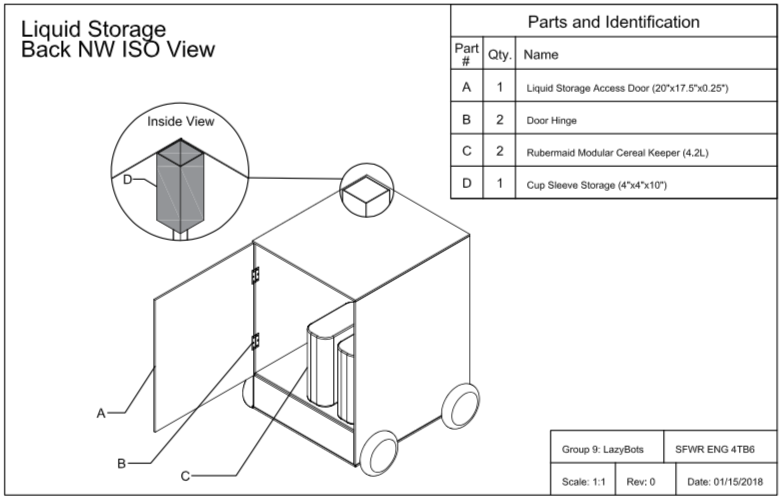 Liquid Storage
Back NW ISO View
Parts and Identification
Part # Qty. Name
A 1 Liquid Storage Access Door (20"x17.5"x0.25")
B 2 Door Hinge
C 2 Rubermaid Modular Cereal Keeper (4.2L)
D 1 Cup Sleeve Storage (4"x4"x10")
Inside View
D
A
B
C
Group 9: LazyBots SFWR ENG 4TB6
Scale: 1:1 Rev: 0 Date: 01/15/2018